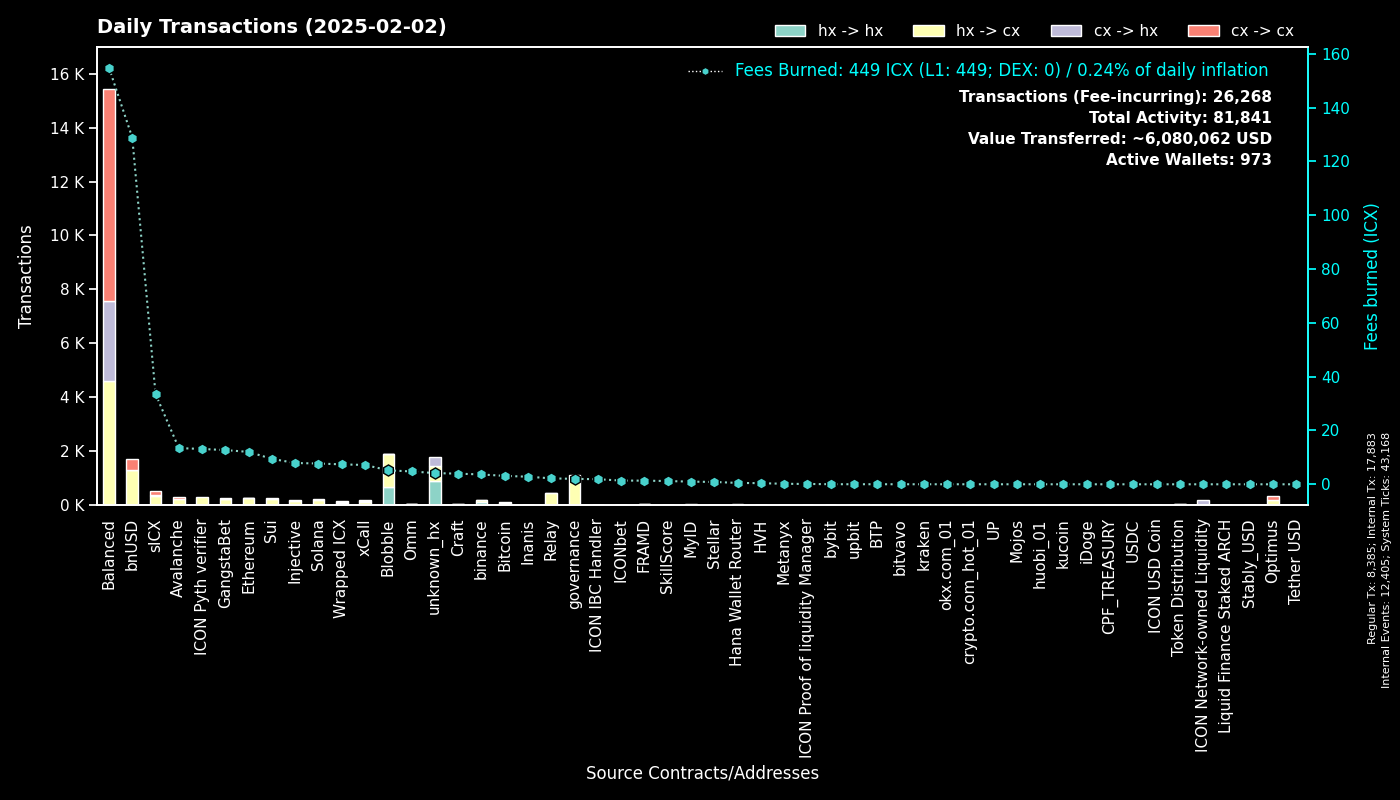 Daily Transactions (2025-02-02)
hx -> hx
hx -> cx
cx -> hx
cx -> cx
Fees Burned: 449 ICX (L1: 449; DEX: 0) / 0.24% of daily inflation
Transactions (Fee-incurring): 26,268
Total Activity: 81,841
Value Transferred: ~6,080,062 USD
Active Wallets: 973
Transactions
16 K
14 K
12 K
10 K
8 K
6 K
4 K
2 K
0 K
160
140
120
100
80
60
40
20
0
Fees burned (ICX)
Regular Tx: 8,385; Internal Tx: 17,883
Internal Events: 12,405; System Ticks: 43,168
Balanced
bnUSD
sICX
Avalanche
ICON Pyth verifier
GangstaBet
Ethereum
Sui
Injective
Solana
Wrapped ICX
xCall
Blobble
Omm
unknown_hx
Craft
binance
Bitcoin
Inanis
Relay
governance
ICON IBC Handler
ICONbet
FRAMD
SkillScore
MyID
Stellar
Hana Wallet Router
HVH
Metanyx
ICON Proof of liquidity Manager
bybit
upbit
BTP
bitvavo
kraken
okx.com_01
crypto.com_hot_01
UP
Mojos
huobi_01
kucoin
iDoge
CPF_TREASURY
USDC
ICON USD Coin
Token Distribution
ICON Network-owned Liquidity
Liquid Finance Staked ARCH
Stably_USD
Optimus
Tether USD
Source Contracts/Addresses